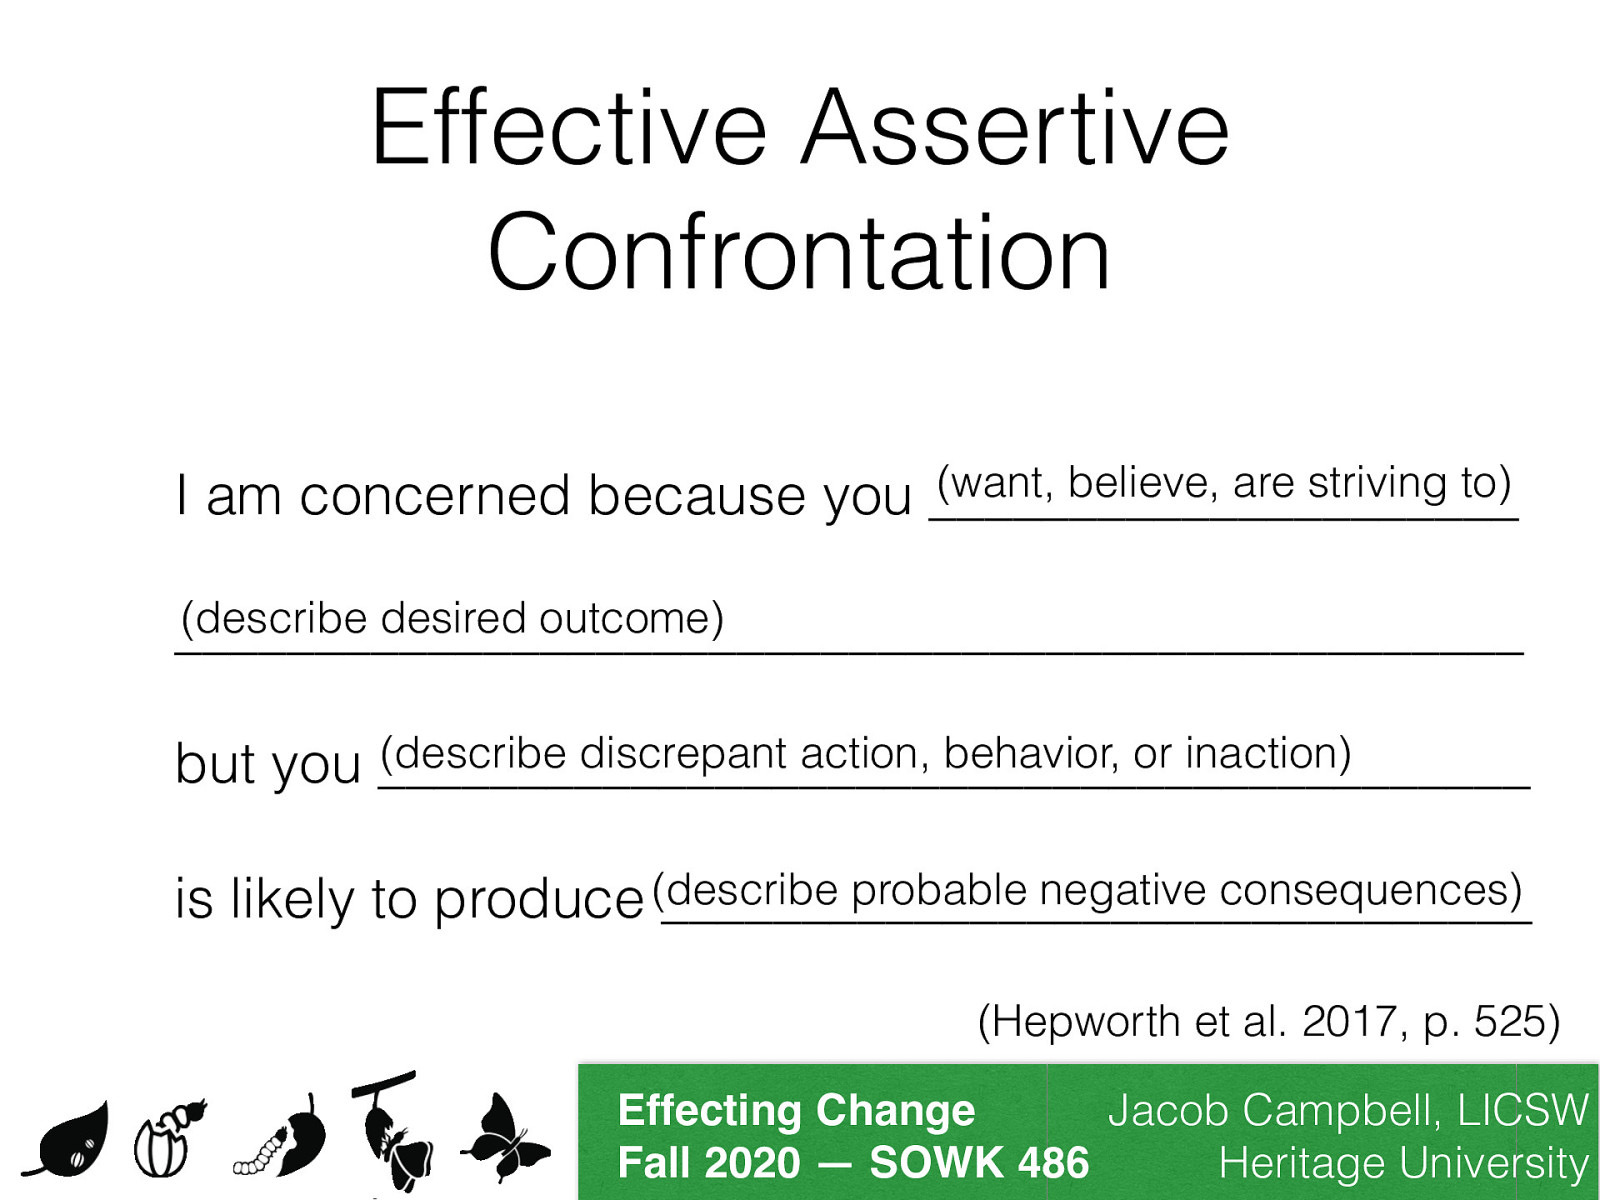 Effective Assertive
Confrontation
I am concerned because you (want, believe, are striving to)
(describe desired outcome)
but you (describe discrepant action, behavior, or inaction)
is likely to produce (describe probable negative consequences)
(Hepworth et al. 2017, p. 525)
Effecting Change Jacob Campbell, LICSW
Fall 2020 — SOWK 486 Heritage University